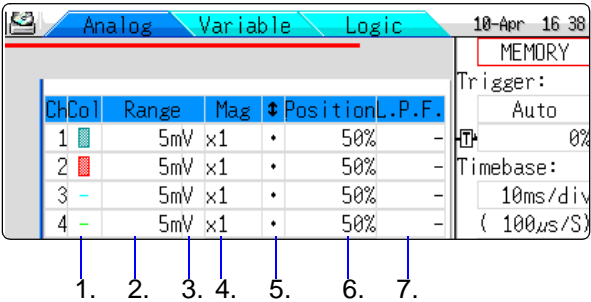 Analog Variable Logic 10-Apr 16 38
MEMORY
Trigger:
Auto
T 0%
Timebase:
10ms/div
( 100µs/S)
Ch Col Range Mag ↕ Position L.P.F.
1 5mV x1 • 50% -
2 5mV x1 • 50% -
3 - 5mV x1 • 50% -
4 - 5mV x1 • 50% -
1. 2. 3. 4. 5. 6. 7.